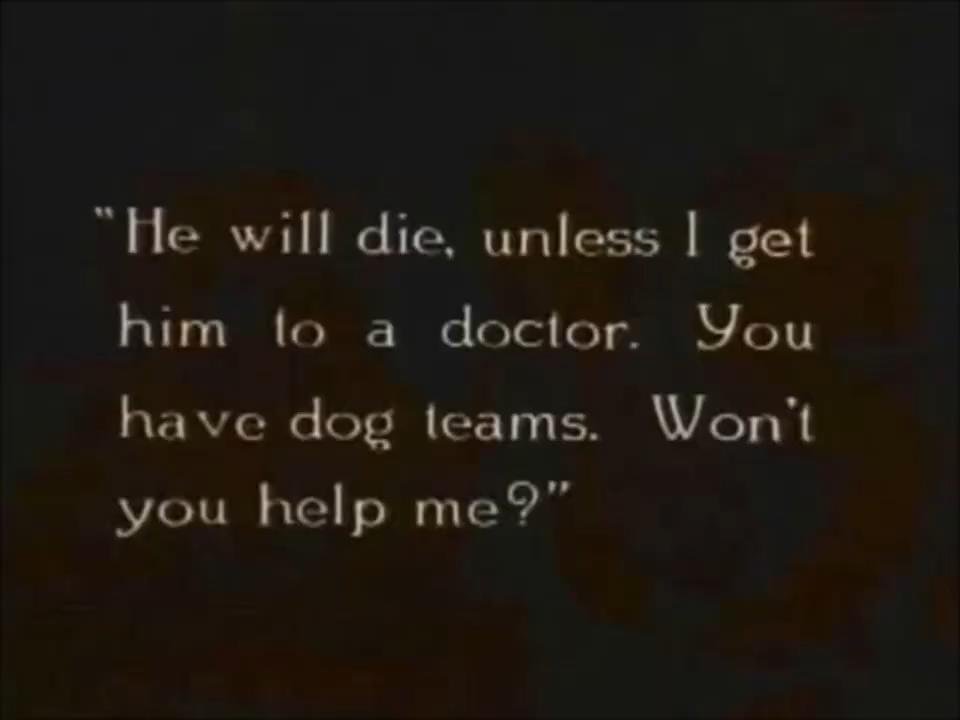 "He will die, unless I get
him to a doctor. You
have dog teams. Won't
you help me?"